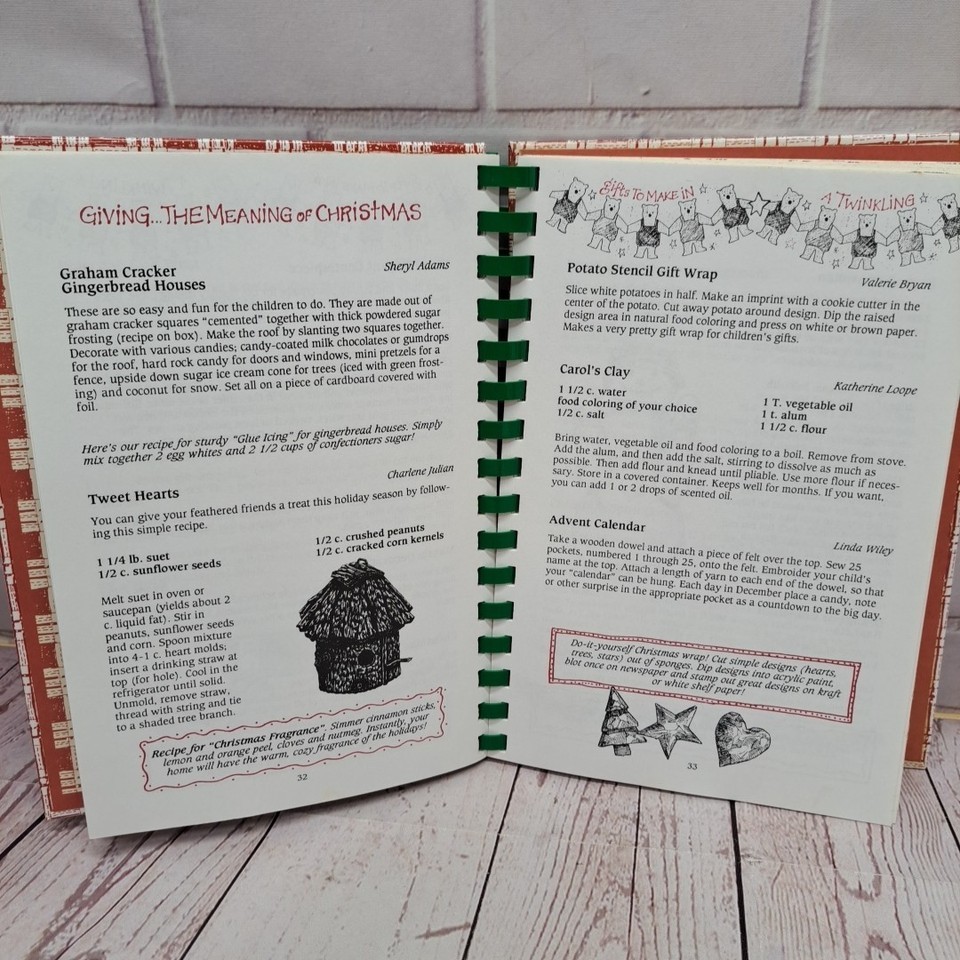 GIVING...THE MEANING OF CHRISTMAS
Graham Cracker
Gingerbread Houses
Sheryl Adams
These are so easy and fun for the children to do. They are made out of
graham cracker squares "cemented" together with thick powdered sugar
frosting (recipe on box). Make the roof by slanting two squares together.
Decorate with various candies; candy-coated milk chocolates or gumdrops
for the roof, hard rock candy for doors and windows, mini pretzels for a
fence, upside down sugar ice cream cone for trees (iced with green frost-
ing) and coconut for snow. Set all on a piece of cardboard covered with
foil.
Here's our recipe for sturdy "Glue Icing" for gingerbread houses. Simply
mix together 2 egg whites and 2 1/2 cups of confectioners sugar!
Charlene Julian
Tweet Hearts
You can give your feathered friends a treat this holiday season by follow-
ing this simple recipe.
1 1/4 lb. suet
1/2 c. sunflower seeds
1/2 c. crushed peanuts
1/2 c. cracked corn kernels
Melt suet in oven or
saucepan (yields about 2
c. liquid fat). Stir in
peanuts, sunflower seeds
and corn. Spoon mixture
into 4-1 c. heart molds;
insert a drinking straw at
top (for hole). Cool in the
refrigerator until solid.
Unmold, remove straw,
thread with string and tie
to a shaded tree branch.
Recipe for "Christmas Fragrance". Simmer cinnamon sticks,
lemon and orange peel, cloves and nutmeg. Instantly, your
home will have the warm, cozy fragrance of the holidays!
32
Gifts TO MAKE IN A TWINKLING
Potato Stencil Gift Wrap
Valerie Bryan
Slice white potatoes in half. Make an imprint with a cookie cutter in the
center of the potato. Cut away potato around design. Dip the raised
design area in natural food coloring and press on white or brown paper.
Makes a very pretty gift wrap for children's gifts.
Carol's Clay
Katherine Loope
1 1/2 c. water
food coloring of your choice
1/2 c. salt
1 T. vegetable oil
1 t. alum
1 1/2 c. flour
Bring water, vegetable oil and food coloring to a boil. Remove from stove.
Add the alum, and then add the salt, stirring to dissolve as much as
possible. Then add flour and knead until pliable. Use more flour if neces-
sary. Store in a covered container. Keeps well for months. If you want,
you can add 1 or 2 drops of scented oil.
Advent Calendar
Linda Wiley
Take a wooden dowel and attach a piece of felt over the top. Sew 25
pockets, numbered 1 through 25, onto the felt. Embroider your child's
name at the top. Attach a length of yarn to each end of the dowel, so that
your "calendar" can be hung. Each day in December place a candy, note
or other surprise in the appropriate pocket as a countdown to the big day.
Do-it-yourself Christmas wrap! Cut simple designs (hearts,
trees, stars) out of sponges. Dip designs into acrylic paint,
blot once on newspaper and stamp out great designs on kraft
or white shelf paper!
33